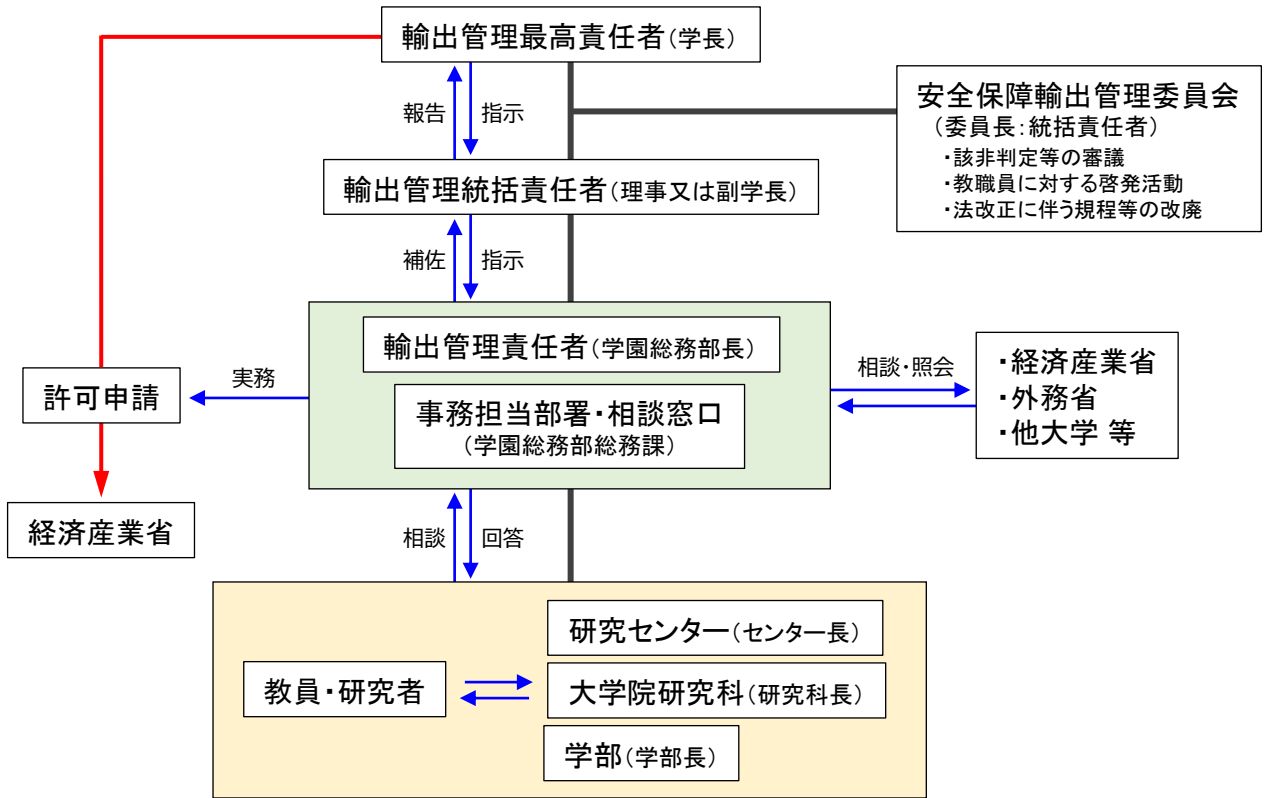 輸出管理最高責任者（学長）
報告
指示
安全保障輸出管理委員会
（委員長：統括責任者）
・該非判定等の審議
・教職員に対する啓発活動
・法改正に伴う規程等の改廃
輸出管理統括責任者（理事又は副学長）
補佐
指示
輸出管理責任者（学園総務部長）
事務担当部署・相談窓口
（学園総務部総務課）
実務
許可申請
経済産業省
相談・照会
・経済産業省
・外務省
・他大学 等
相談
回答
教員・研究者
研究センター（センター長）
大学院研究科（研究科長）
学部（学部長）